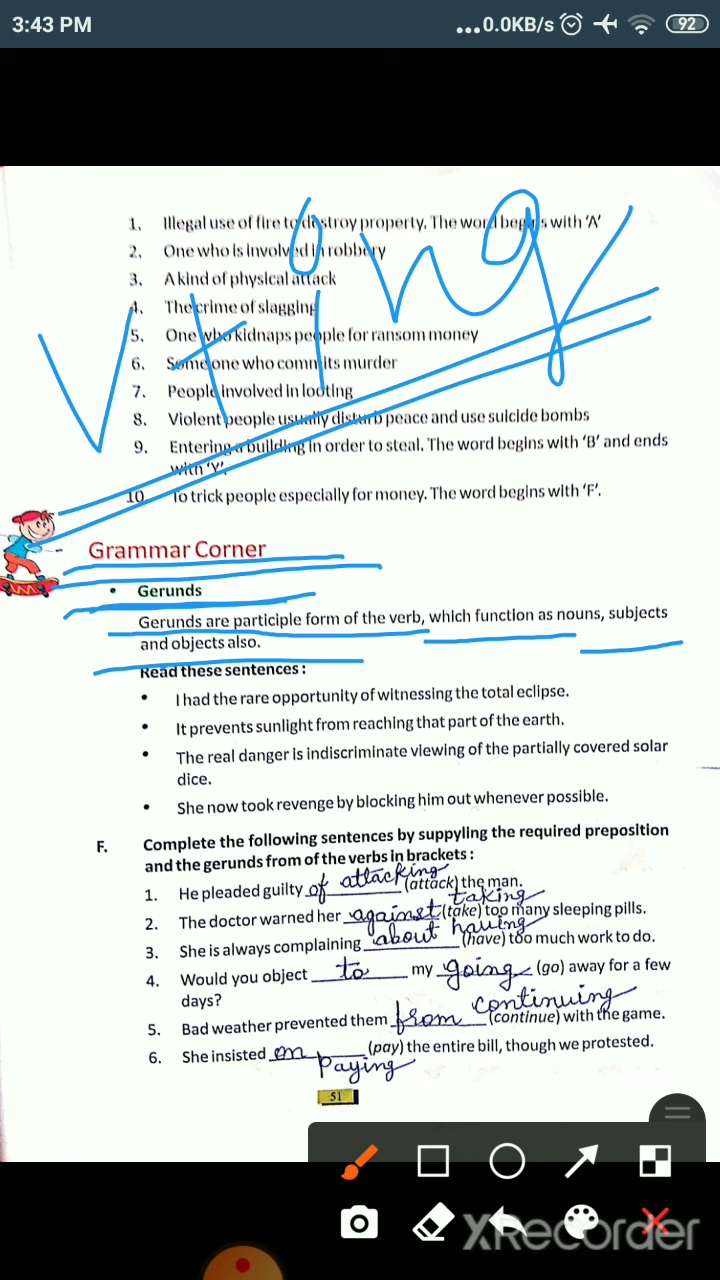 3:43 PM
...0.0KB/s
92
1. Illegal use of fire to destroy property. The word begins with 'A'
2. One who is involved in robbery
3. A kind of physical attack
4. The crime of slagging
5. One who kidnaps people for ransom money
6. Someone who commits murder
7. People involved in looting
8. Violent people usually disturb peace and use suicide bombs
9. Entering a building in order to steal. The word begins with 'B' and ends
with 'Y'.
10. To trick people especially for money. The word begins with 'F'.
V + ing
Grammar Corner
• Gerunds
Gerunds are participle form of the verb, which function as nouns, subjects
and objects also.
Read these sentences :
• I had the rare opportunity of witnessing the total eclipse.
• It prevents sunlight from reaching that part of the earth.
• The real danger is indiscriminate viewing of the partially covered solar
dice.
• She now took revenge by blocking him out whenever possible.
F. Complete the following sentences by suppyling the required preposition
and the gerunds from of the verbs in brackets :
1. He pleaded guilty of attacking (attack) the man.
2. The doctor warned her against taking (take) too many sleeping pills.
3. She is always complaining about having (have) too much work to do.
4. Would you object to my going (go) away for a few
days?
5. Bad weather prevented them from continuing (continue) with the game.
6. She insisted on paying (pay) the entire bill, though we protested.
51
XRecorder